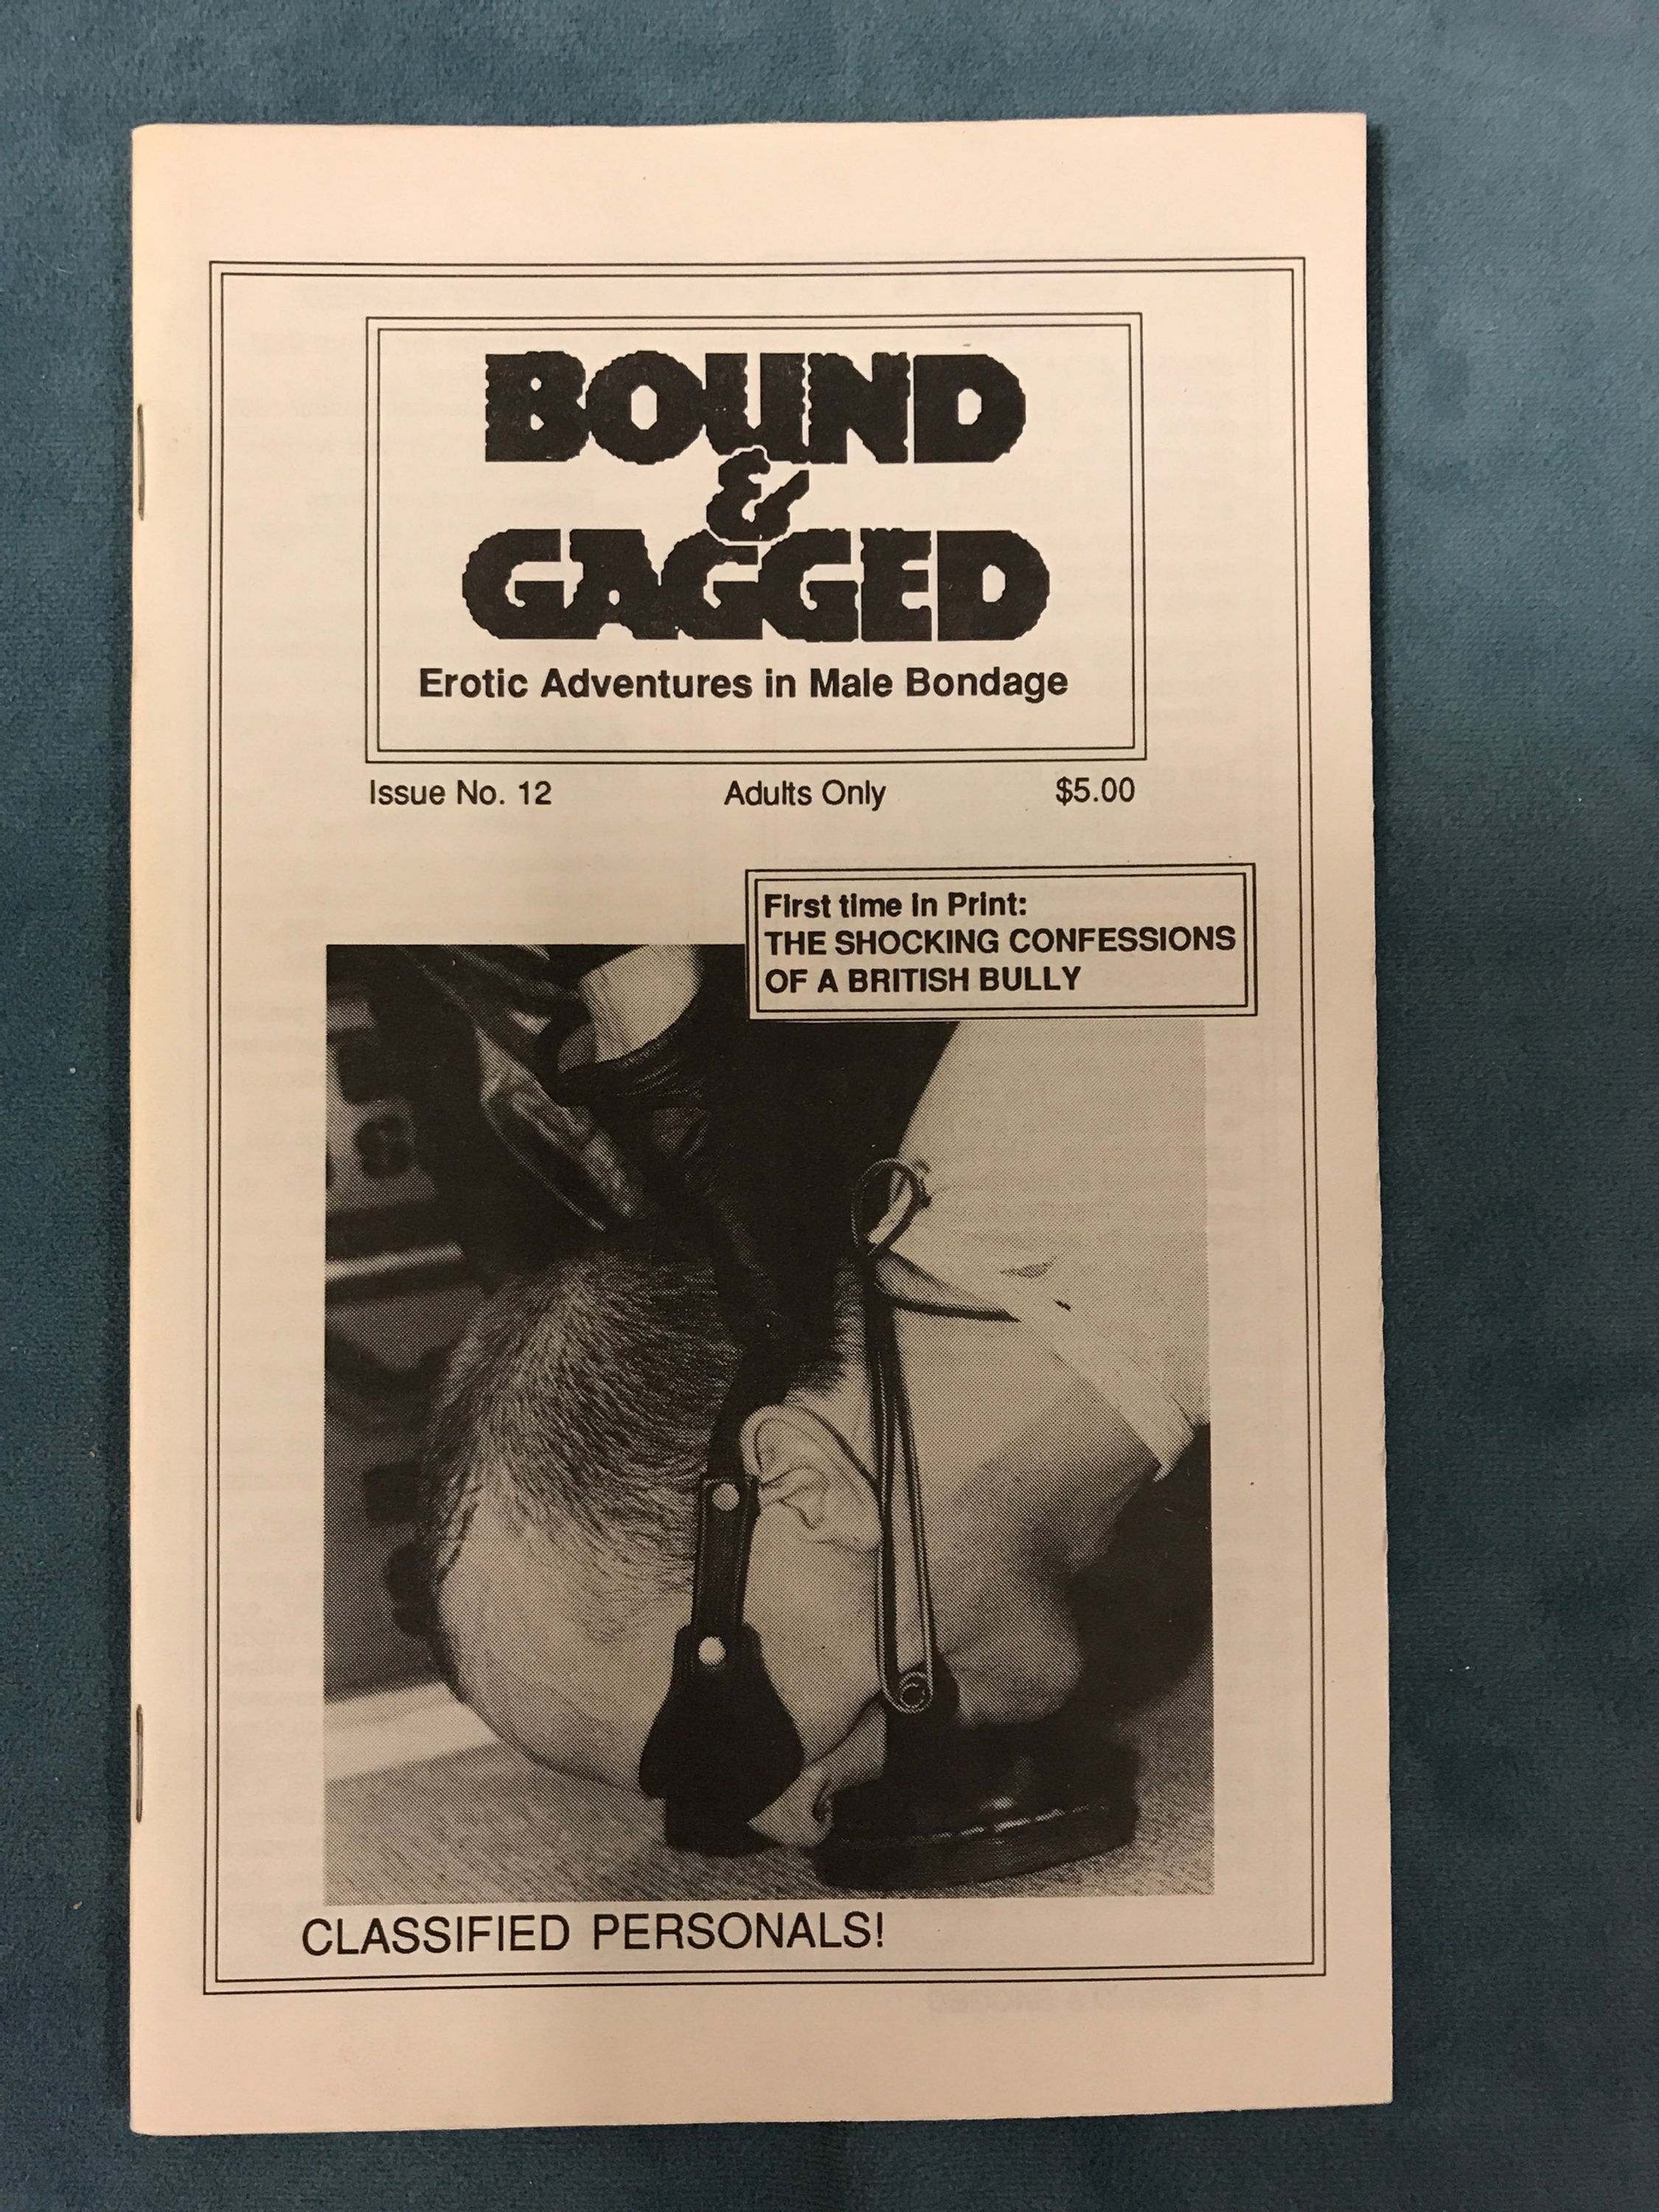 BOUND
&
GAGGED
Erotic Adventures in Male Bondage
Issue No. 12 Adults Only $5.00
First time in Print:
THE SHOCKING CONFESSIONS
OF A BRITISH BULLY
CLASSIFIED PERSONALS!